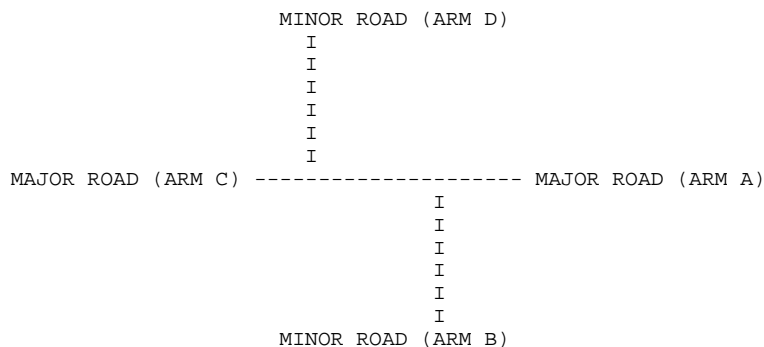 MINOR ROAD (ARM D)
I
I
I
I
I
I
MAJOR ROAD (ARM C) --------------------- MAJOR ROAD (ARM A)
I
I
I
I
I
I
MINOR ROAD (ARM B)